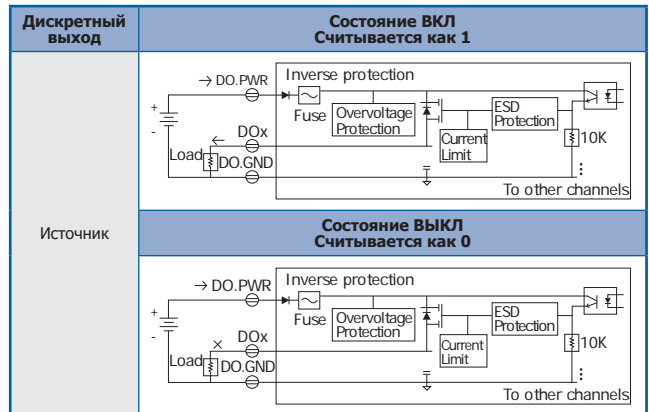 Дискретный
выход
Состояние ВКЛ
Считывается как 1
Источник
→ DO.PWR
Inverse protection
+
-
Fuse
Overvoltage
Protection
ESD
Protection
Current
Limit
10K
← DOx
Load
DO.GND
To other channels
Состояние ВЫКЛ
Считывается как 0
→ DO.PWR
Inverse protection
+
-
Fuse
Overvoltage
Protection
ESD
Protection
Current
Limit
10K
× DOx
Load
DO.GND
To other channels